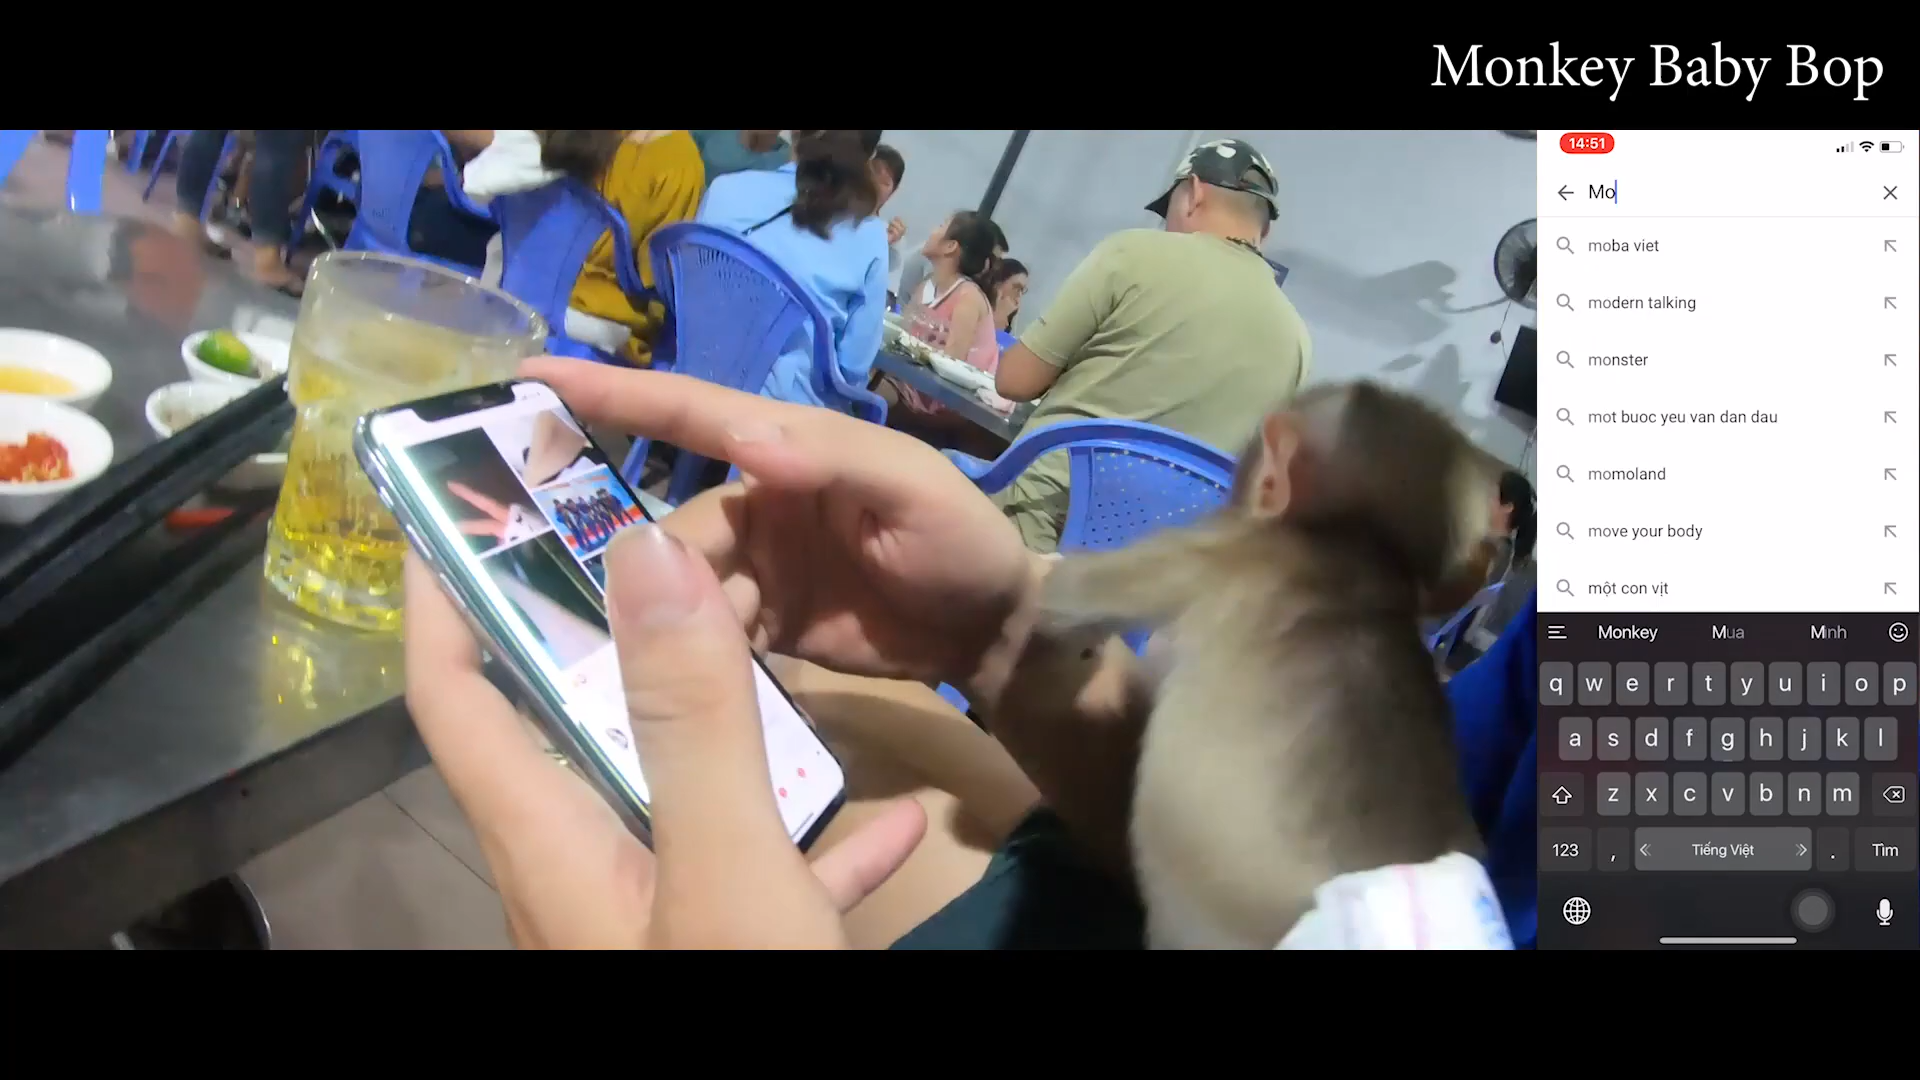 Monkey Baby Bop
14:51
Mo
moba viet
modern talking
monster
mot buoc yeu van dan dau
momoland
move your body
một con vịt
Monkey Mua Minh
q w e r t y u i o p
a s d f g h j k l
z x c v b n m
123 , Tiếng Việt . Tìm